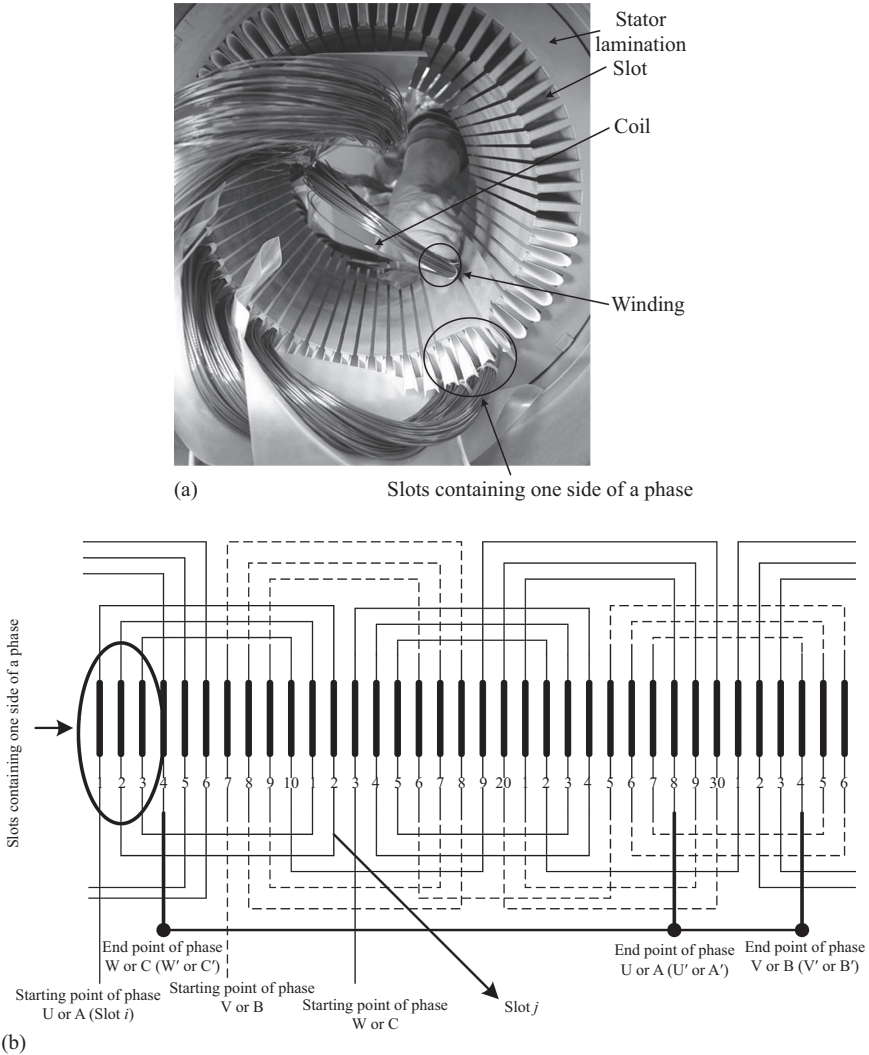 Stator
lamination
Slot
Coil
Winding
(a)
Slots containing one side of a phase
Slots containing one side of a phase
1 2 3 4 5 6 7 8 9 10 1 2 3 4 5 6 7 8 9 20 1 2 3 4 5 6 7 8 9 30 1 2 3 4 5 6
End point of phase
W or C (W′ or C′)
End point of phase
U or A (U′ or A′)
End point of phase
V or B (V′ or B′)
Starting point of phase
U or A (Slot i)
Starting point of phase
V or B
Starting point of phase
W or C
Slot j
(b)